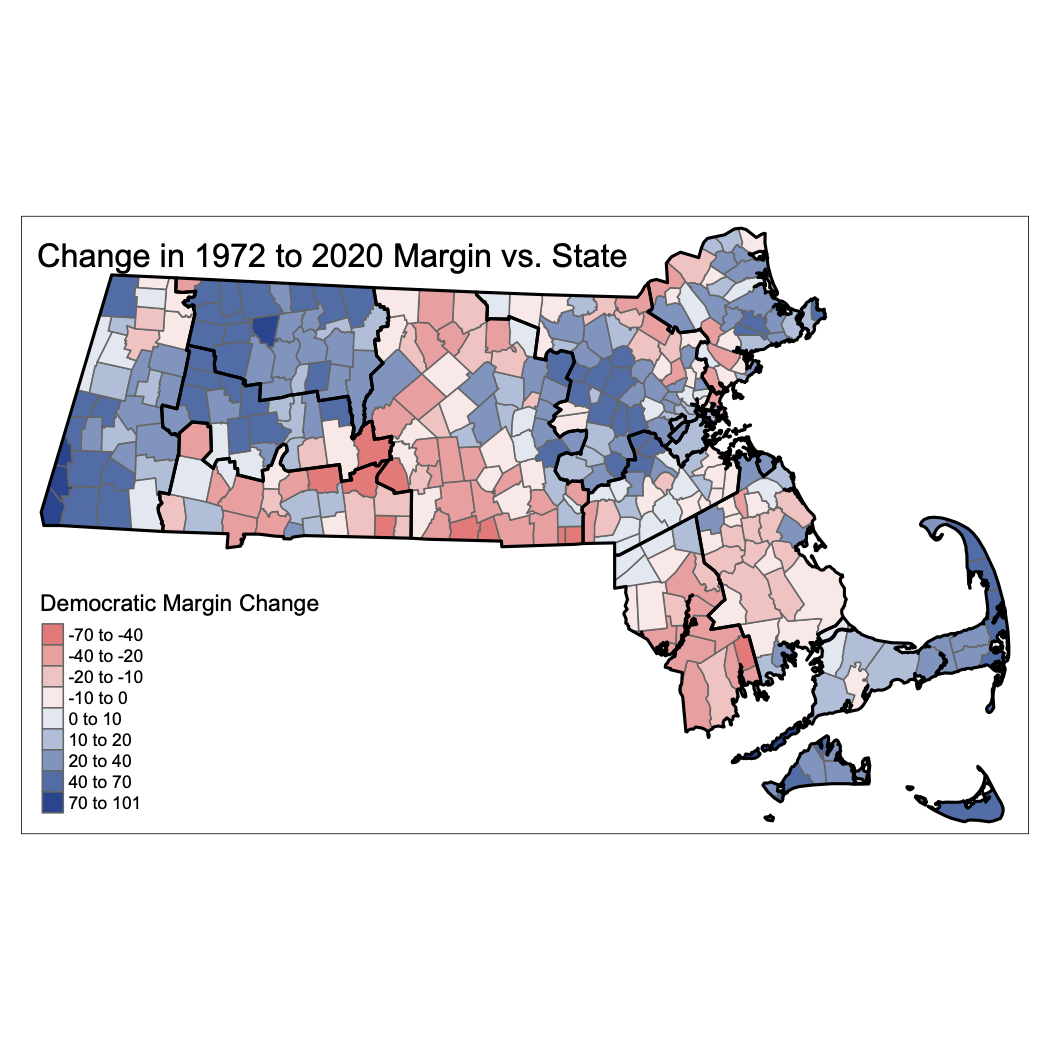 Change in 1972 to 2020 Margin vs. State
Democratic Margin Change
-70 to -40
-40 to -20
-20 to -10
-10 to 0
0 to 10
10 to 20
20 to 40
40 to 70
70 to 101